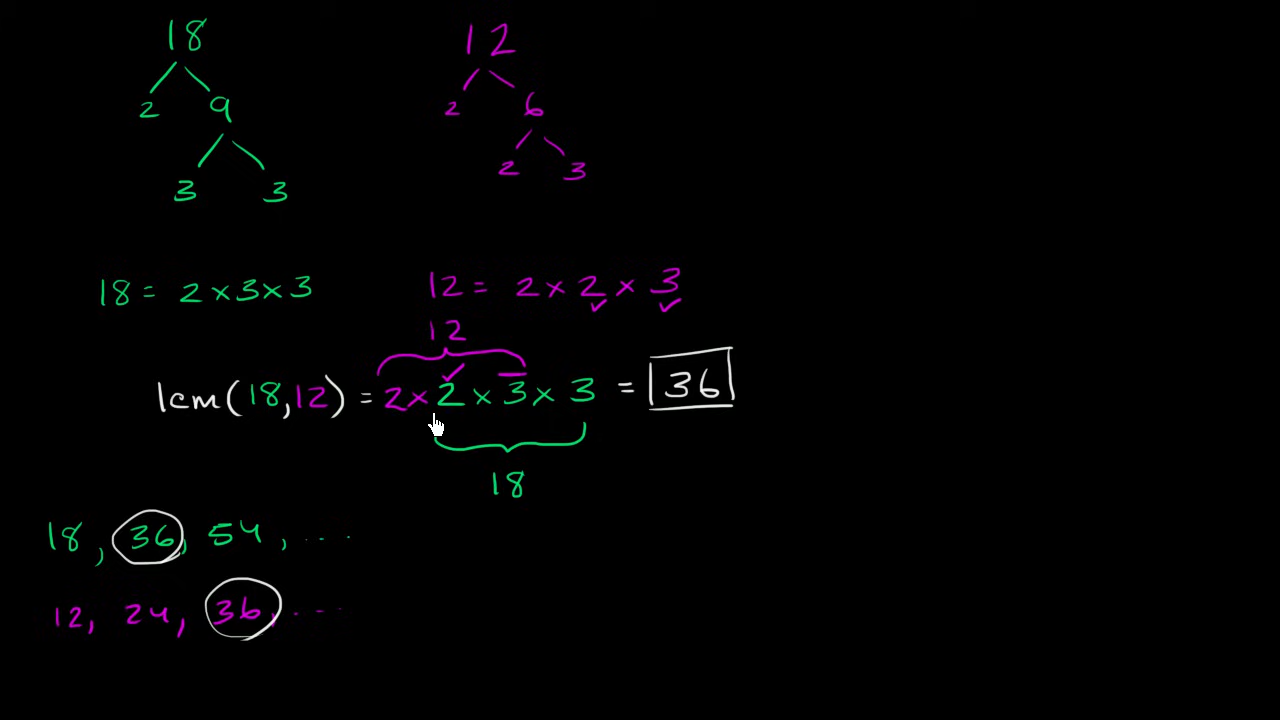 18 12
2 9 2 6
3 3 2 3
18 = 2 x 3 x 3 12 = 2 x 2 x 3
12
lcm(18,12) = 2 x 2 x 3 x 3 = 36
18
18, 36, 54, ...
12, 24, 36, ...